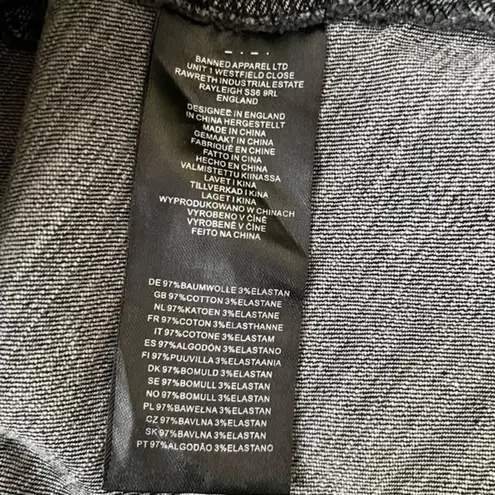 BANNED APPAREL LTD
UNIT 1 WESTFIELD CLOSE
RAWRETH INDUSTRIAL ESTATE
RAYLEIGH SS6 9RL
ENGLAND
DESIGNED IN ENGLAND
IN CHINA HERGESTELLT
MADE IN CHINA
GEMAAKT IN CHINA
FABRIQUÉ EN CHINE
FATTO IN CINA
HECHO EN CHINA
VALMISTETTU KIINASSA
LAVET I KINA
TILLVERKAD I KINA
LAGET I KINA
WYPRODUKOWANO W CHINACH
VYROBENO V ČÍNĚ
VYROBENÉ V ČÍNE
FEITO NA CHINA
DE 97%BAUMWOLLE 3%ELASTAN
GB 97%COTTON 3%ELASTANE
NL 97%KATOEN 3%ELASTANE
FR 97%COTON 3%ELASTHANNE
IT 97%COTONE 3%ELASTAM
ES 97%ALGODÓN 3%ELASTANO
FI 97%PUUVILLA 3%ELASTAANIA
DK 97%BOMULD 3%ELASTAN
SE 97%BOMULL 3%ELASTAN
NO 97%BOMULL 3%ELASTAN
PL 97%BAWEŁNA 3%ELASTAN
CZ 97%BAVLNA 3%ELASTAN
SK 97%BAVLNA 3%ELASTAN
PT 97%ALGODÃO 3%ELASTANO